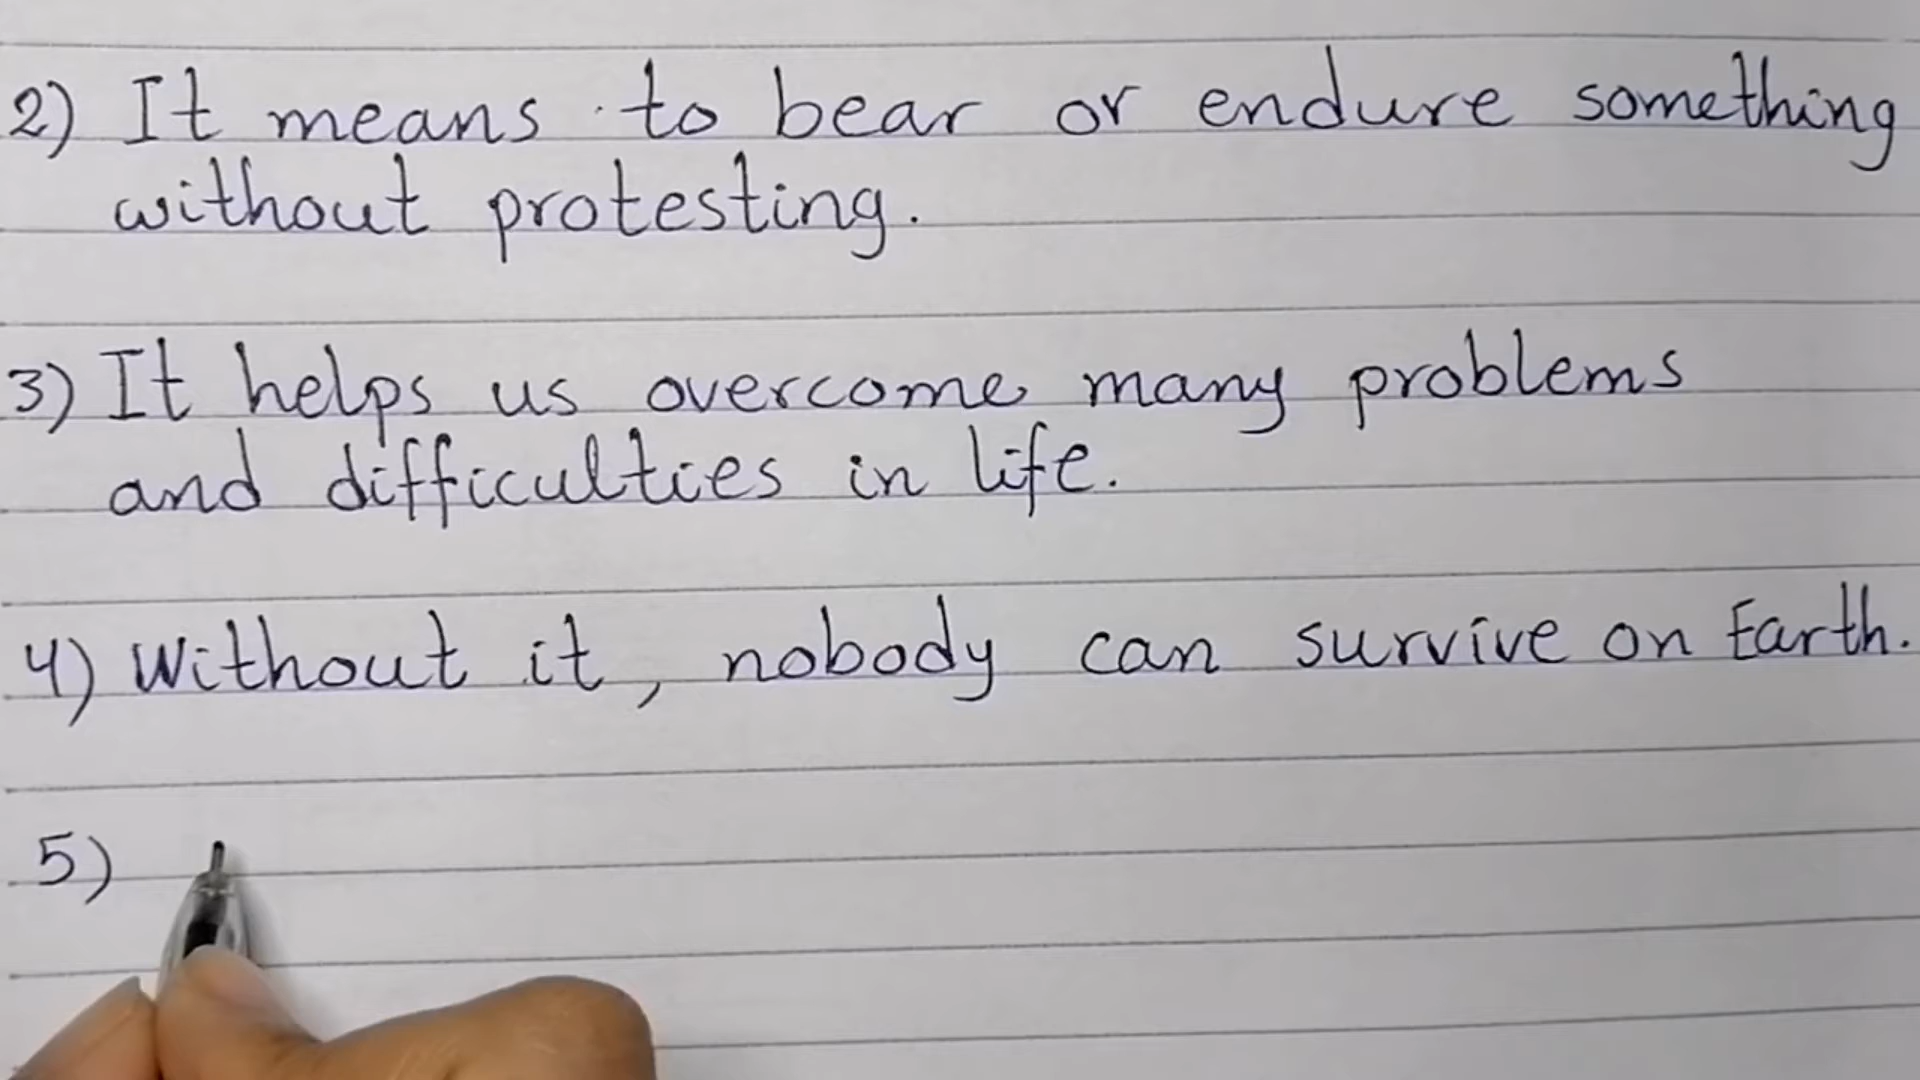 2) It means to bear or endure something
without protesting.
3) It helps us overcome many problems
and difficulties in life.
4) Without it, nobody can survive on Earth.
5)